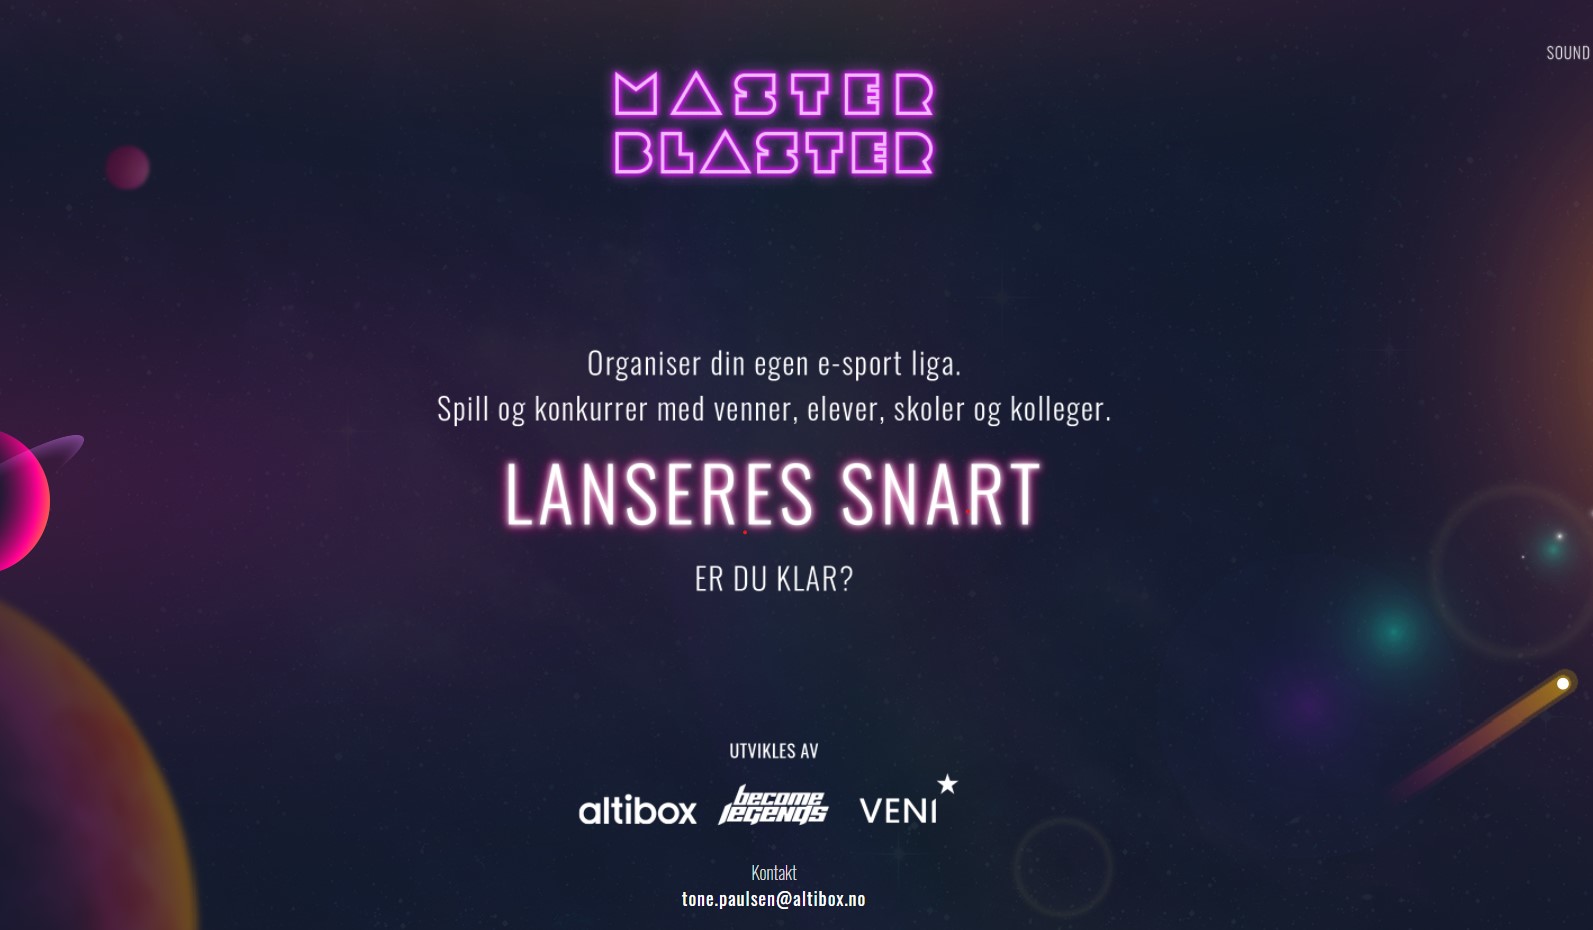 SOUND
MASTER
BLASTER
Organiser din egen e-sport liga.
Spill og konkurrer med venner, elever, skoler og kolleger.
LANSERES SNART
ER DU KLAR?
UTVIKLES AV
altibox become legends VENI
Kontakt
tone.paulsen@altibox.no